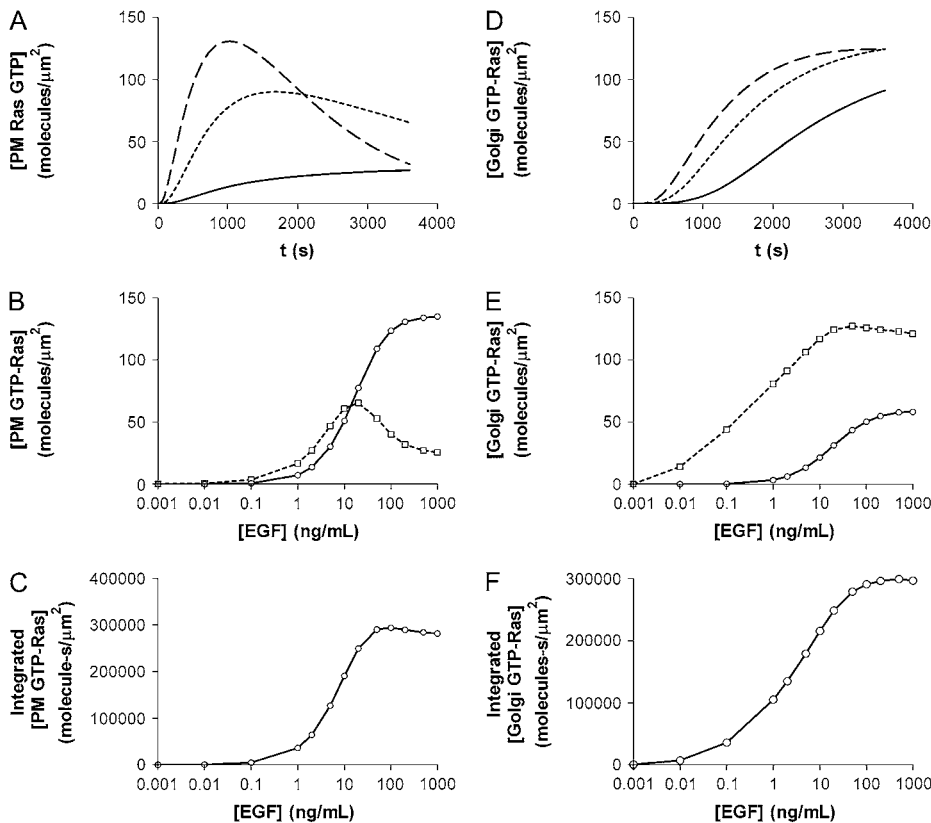 A
[PM Ras GTP]
(molecules/µm²)
150
100
50
0
0 1000 2000 3000 4000
t (s)
D
[Golgi GTP-Ras]
(molecules/µm²)
150
100
50
0
0 1000 2000 3000 4000
t (s)
B
[PM GTP-Ras]
(molecules/µm²)
150
100
50
0
0.001 0.01 0.1 1 10 100 1000
[EGF] (ng/mL)
E
[Golgi GTP-Ras]
(molecules/µm²)
150
100
50
0
0.001 0.01 0.1 1 10 100 1000
[EGF] (ng/mL)
C
Integrated
[PM GTP-Ras]
(molecule-s/µm²)
400000
300000
200000
100000
0
0.001 0.01 0.1 1 10 100 1000
[EGF] (ng/mL)
F
Integrated
[Golgi GTP-Ras]
(molecules-s/µm²)
300000
200000
100000
0
0.001 0.01 0.1 1 10 100 1000
[EGF] (ng/mL)